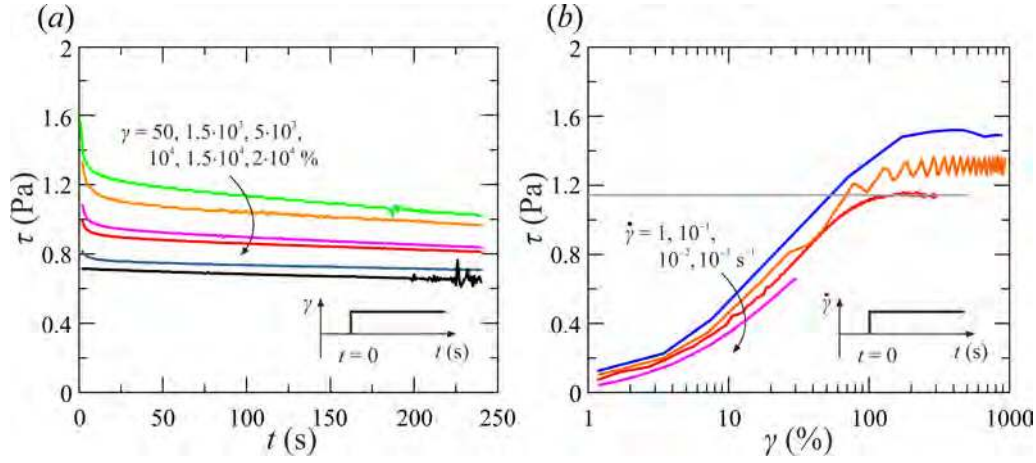 (a)
2
1.6
1.2
0.8
0.4
0
τ (Pa)
γ = 50, 1.5·10³, 5·10³,
10⁴, 1.5·10⁴, 2·10⁴ %
γ
t = 0
t (s)
0 50 100 150 200 250
t (s)
(b)
2
1.6
1.2
0.8
0.4
0
τ (Pa)
γ̇ = 1, 10⁻¹,
10⁻², 10⁻³ s⁻¹
γ̇
t = 0
t (s)
1 10 100 1000
γ (%)